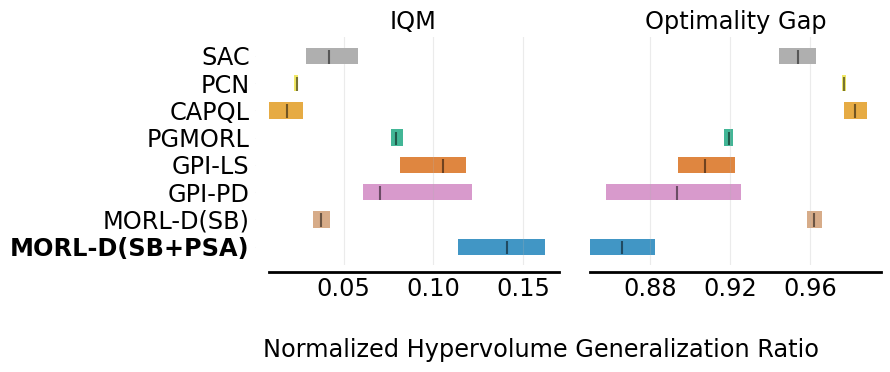 IQM
Optimality Gap
SAC
PCN
CAPQL
PGMORL
GPI-LS
GPI-PD
MORL-D(SB)
MORL-D(SB+PSA)
0.05 0.10 0.15
0.88 0.92 0.96
Normalized Hypervolume Generalization Ratio